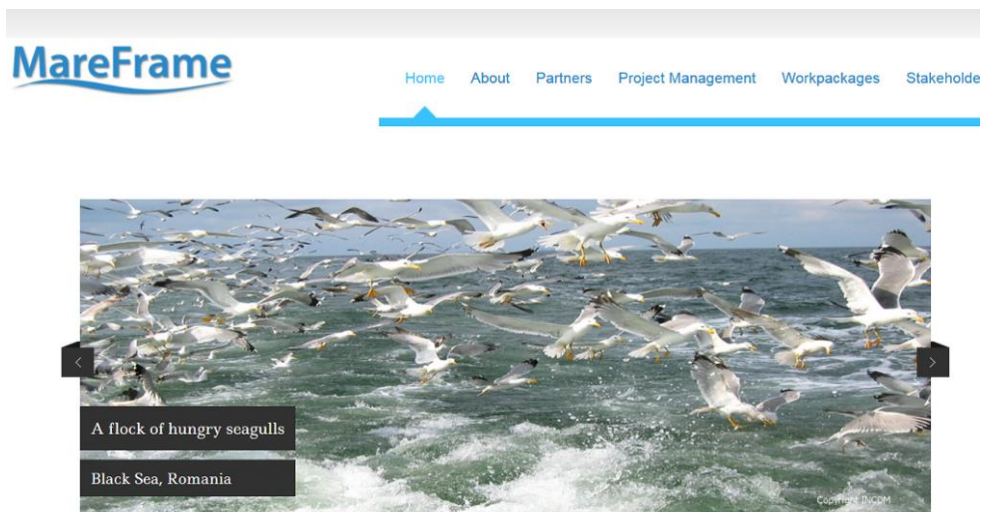 MareFrame
Home About Partners Project Management Workpackages Stakeholde
A flock of hungry seagulls
Black Sea, Romania
Copyright INCDM